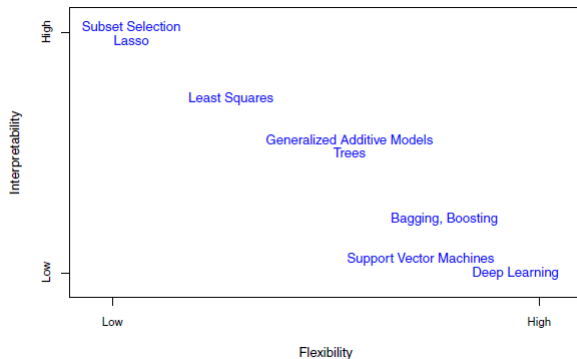 High
Subset Selection
Lasso
Least Squares
Generalized Additive Models
Trees
Interpretability
Bagging, Boosting
Support Vector Machines
Low
Deep Learning
Low
High
Flexibility